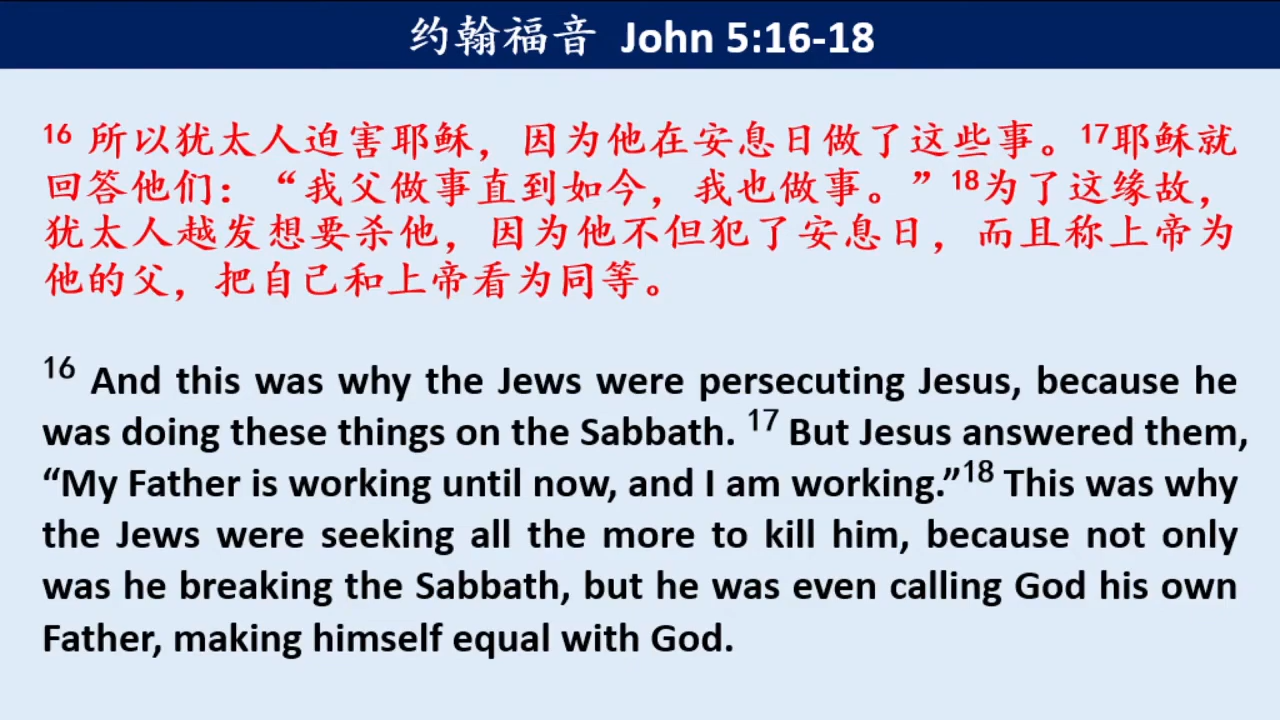 约翰福音 John 5:16-18
16 所以犹太人迫害耶稣，因为他在安息日做了这些事。17耶稣就
回答他们：“我父做事直到如今，我也做事。”18为了这缘故，
犹太人越发想要杀他，因为他不但犯了安息日，而且称上帝为
他的父，把自己和上帝看为同等。
16 And this was why the Jews were persecuting Jesus, because he
was doing these things on the Sabbath. 17 But Jesus answered them,
“My Father is working until now, and I am working.”18 This was why
the Jews were seeking all the more to kill him, because not only
was he breaking the Sabbath, but he was even calling God his own
Father, making himself equal with God.